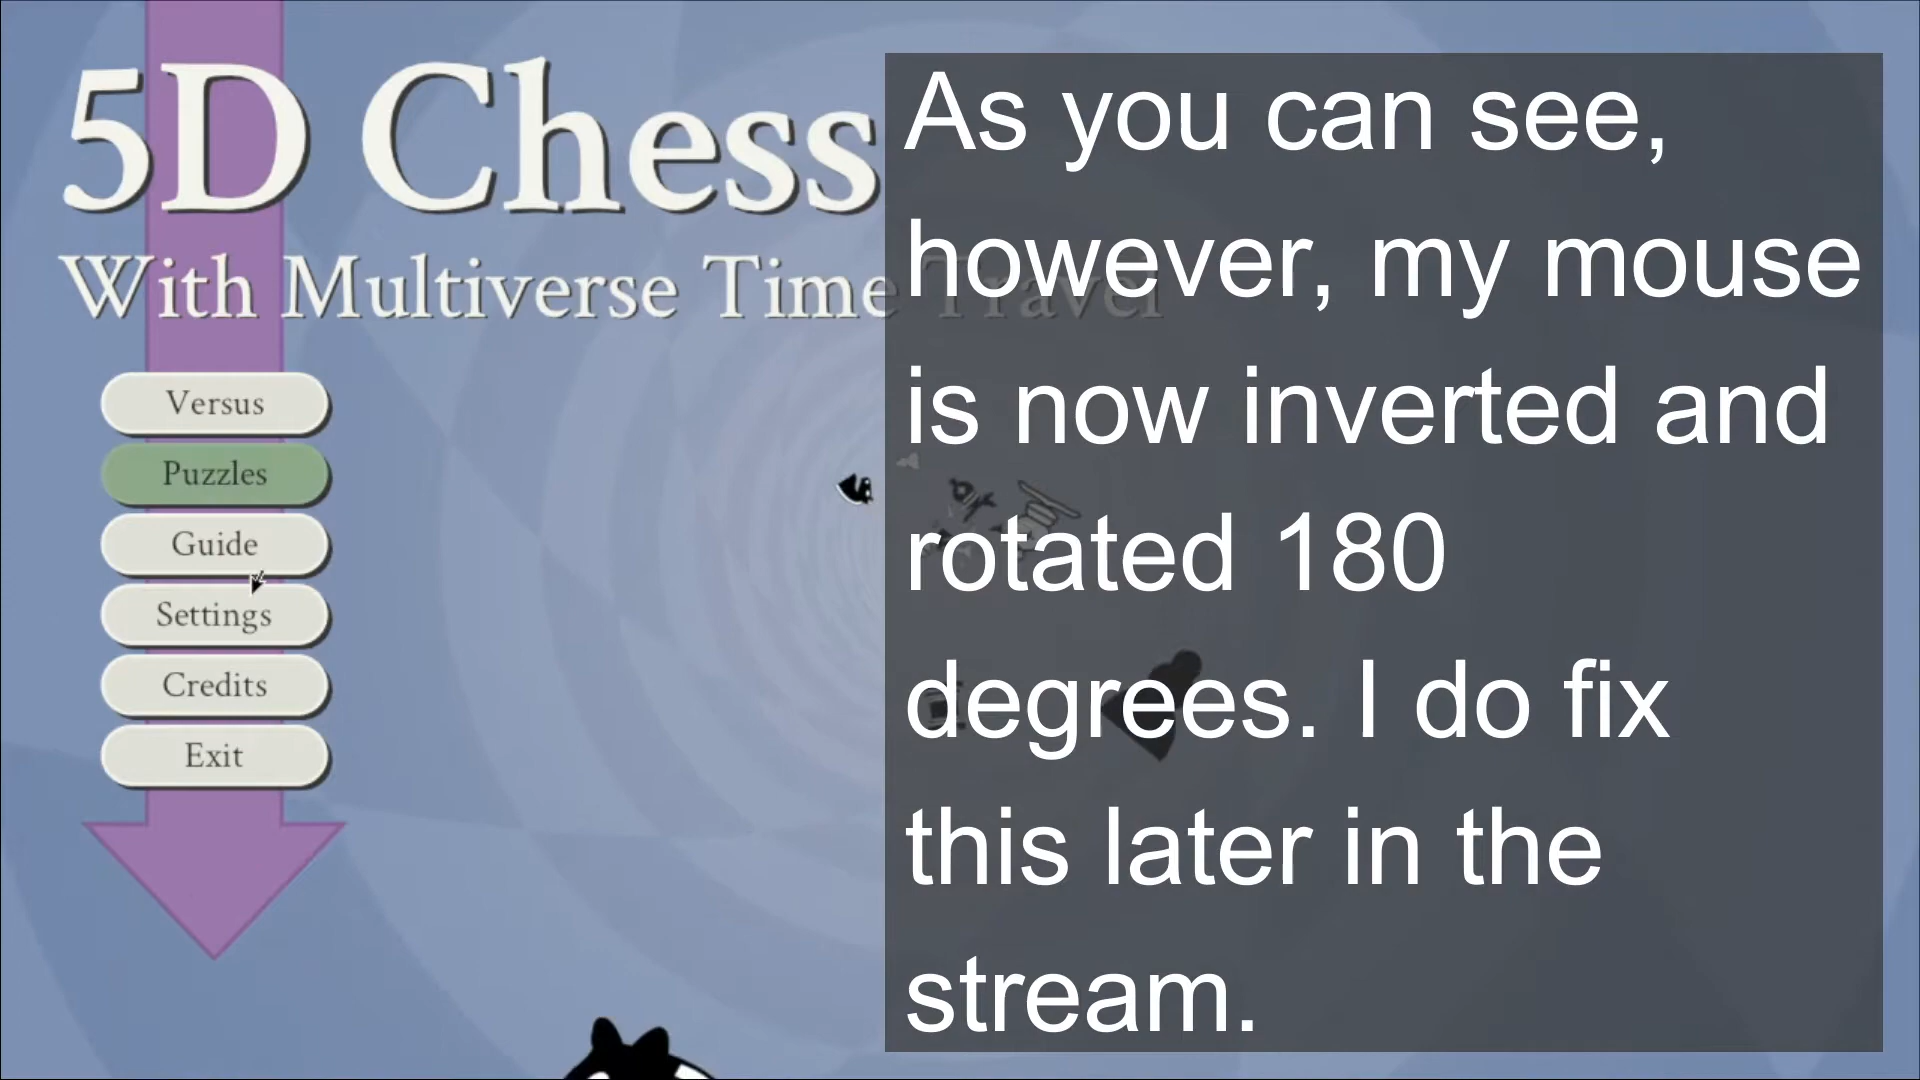 5D Chess
With Multiverse Time Travel
Versus
Puzzles
Guide
Settings
Credits
Exit
As you can see,
however, my mouse
is now inverted and
rotated 180
degrees. I do fix
this later in the
stream.